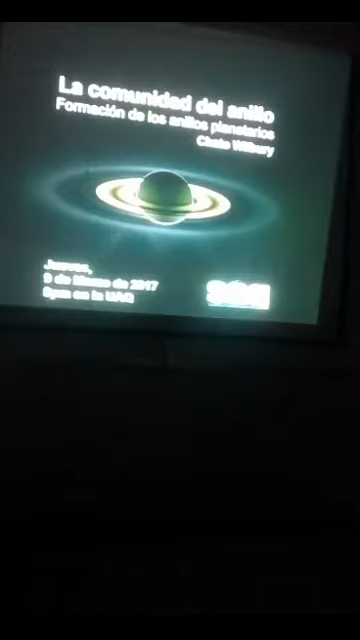 La comunidad del anillo
Formación de los anillos planetarios
Jueves,
9 de Marzo de 2017
8pm en la UAQ